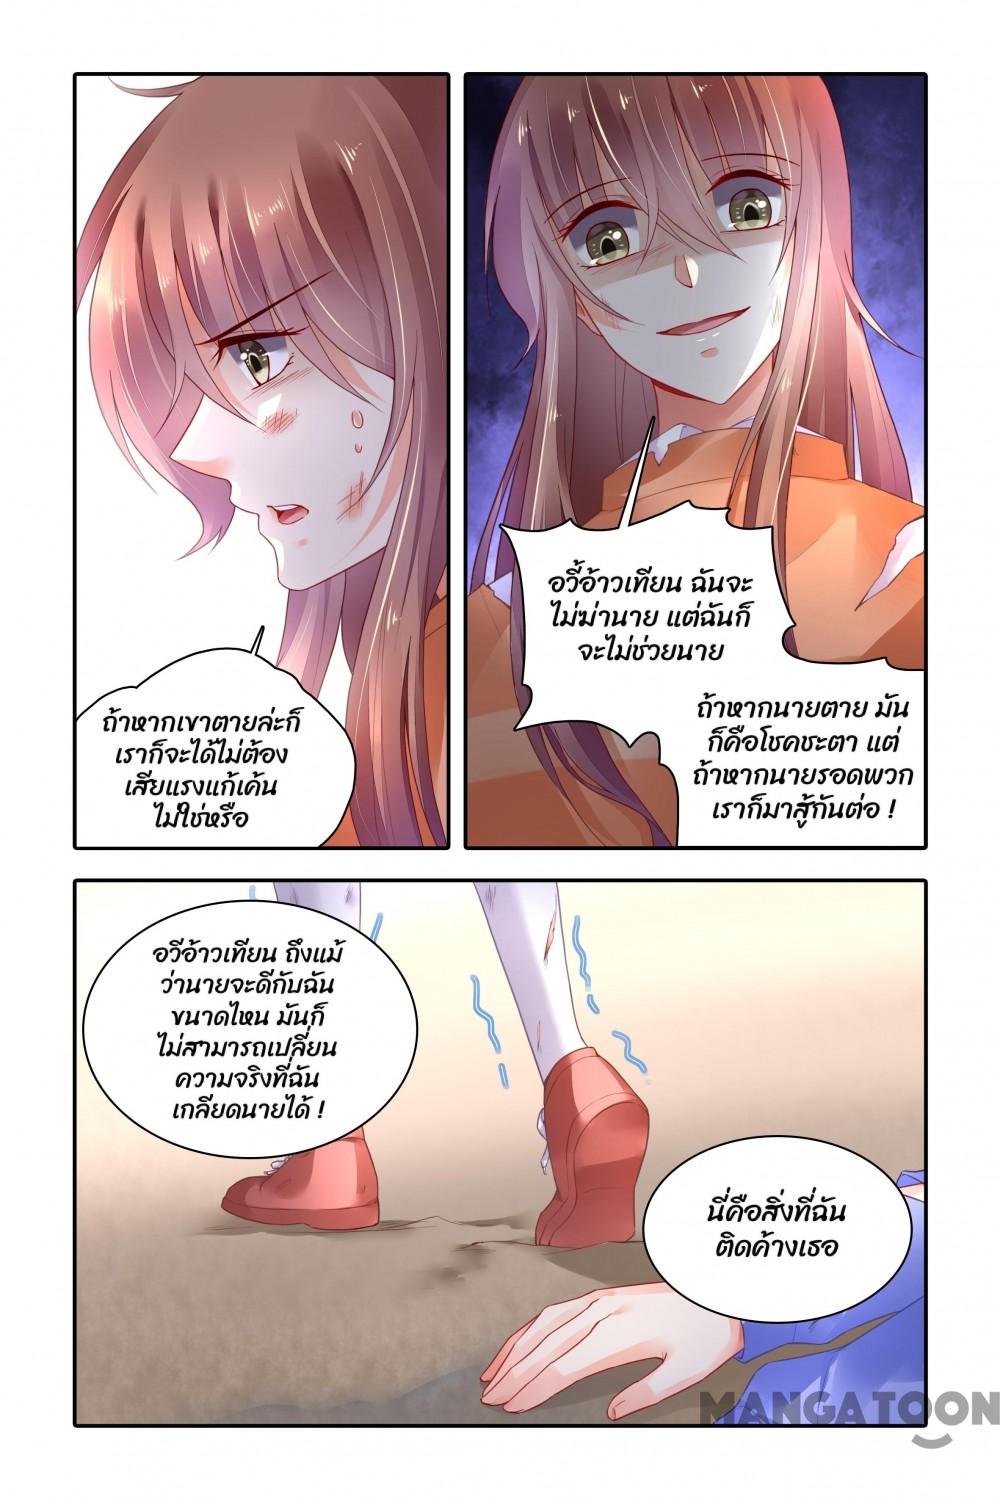 ถ้าหากเขาตายล่ะก็
เราก็จะได้ไม่ต้อง
เสียแรงแก้เค้น
ไม่ใช่หรือ
อวี้อ้าวเทียน ฉันจะ
ไม่ฆ่านาย แต่ฉันก็
จะไม่ช่วยนาย
ถ้าหากนายตาย มัน
ก็คือโชคชะตา แต่
ถ้าหากนายรอดพวก
เราก็มาสู้กันต่อ !
อวีอ้าวเทียน ถึงแม้
ว่านายจะดีกับฉัน
ขนาดไหน มันก็
ไม่สามารถเปลี่ยน
ความจริงที่ฉัน
เกลียดนายได้ !
นี่คือสิ่งที่ฉัน
ติดค้างเธอ
MANGATOON